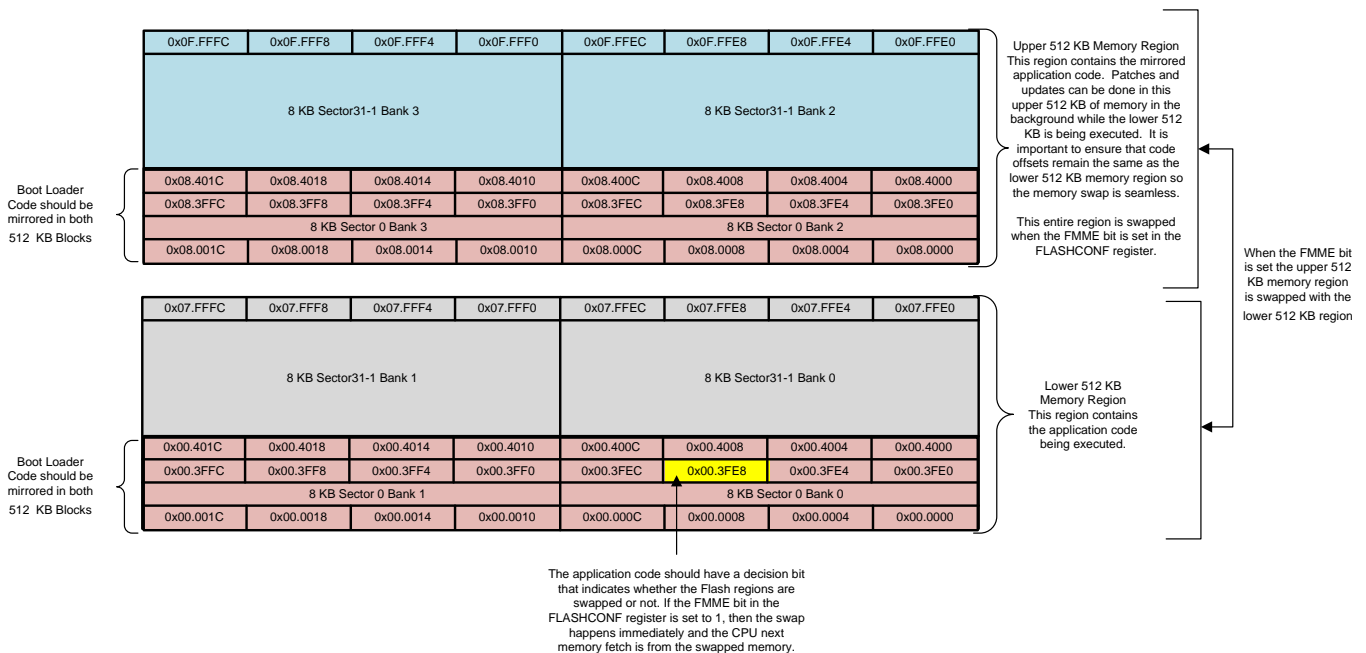 0x0F.FFFC 0x0F.FFF8 0x0F.FFF4 0x0F.FFF0 0x0F.FFEC 0x0F.FFE8 0x0F.FFE4 0x0F.FFE0
8 KB Sector31-1 Bank 3 8 KB Sector31-1 Bank 2
0x08.401C 0x08.4018 0x08.4014 0x08.4010 0x08.400C 0x08.4008 0x08.4004 0x08.4000
0x08.3FFC 0x08.3FF8 0x08.3FF4 0x08.3FF0 0x08.3FEC 0x08.3FE8 0x08.3FE4 0x08.3FE0
8 KB Sector 0 Bank 3 8 KB Sector 0 Bank 2
0x08.001C 0x08.0018 0x08.0014 0x08.0010 0x08.000C 0x08.0008 0x08.0004 0x08.0000
Boot Loader
Code should be
mirrored in both
512 KB Blocks
Upper 512 KB Memory Region
This region contains the mirrored
application code. Patches and
updates can be done in this
upper 512 KB of memory in the
background while the lower 512
KB is being executed. It is
important to ensure that code
offsets remain the same as the
lower 512 KB memory region so
the memory swap is seamless.
This entire region is swapped
when the FMME bit is set in the
FLASHCONF register.
When the FMME bit
is set the upper 512
KB memory region
is swapped with the
lower 512 KB region
0x07.FFFC 0x07.FFF8 0x07.FFF4 0x07.FFF0 0x07.FFEC 0x07.FFE8 0x07.FFE4 0x07.FFE0
8 KB Sector31-1 Bank 1 8 KB Sector31-1 Bank 0
0x00.401C 0x00.4018 0x00.4014 0x00.4010 0x00.400C 0x00.4008 0x00.4004 0x00.4000
0x00.3FFC 0x00.3FF8 0x00.3FF4 0x00.3FF0 0x00.3FEC 0x00.3FE8 0x00.3FE4 0x00.3FE0
8 KB Sector 0 Bank 1 8 KB Sector 0 Bank 0
0x00.001C 0x00.0018 0x00.0014 0x00.0010 0x00.000C 0x00.0008 0x00.0004 0x00.0000
Boot Loader
Code should be
mirrored in both
512 KB Blocks
Lower 512 KB
Memory Region
This region contains
the application code
being executed.
The application code should have a decision bit
that indicates whether the Flash regions are
swapped or not. If the FMME bit in the
FLASHCONF register is set to 1, then the swap
happens immediately and the CPU next
memory fetch is from the swapped memory.